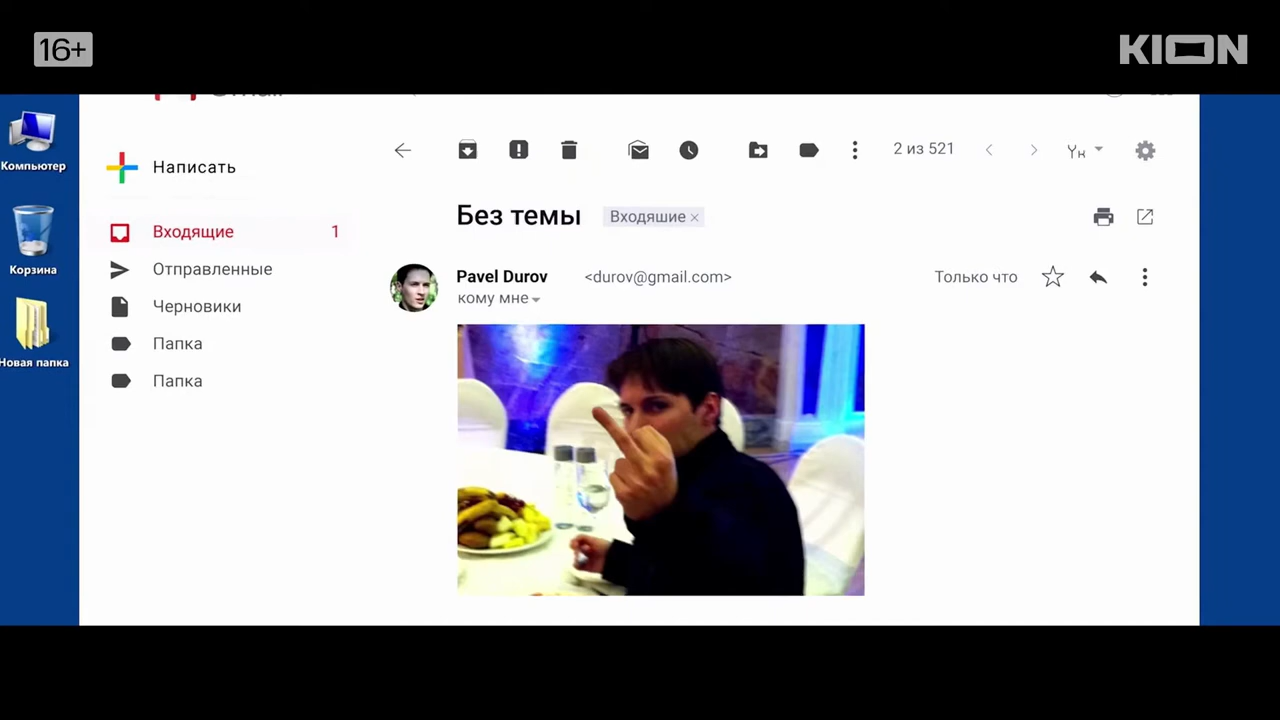 16+
KION
Gmail
Компьютер
Корзина
Новая папка
Написать
Входящие 1
Отправленные
Черновики
Папка
Папка
2 из 521
Ун
Без темы Входяшие ×
Pavel Durov <durov@gmail.com> Только что
кому мне